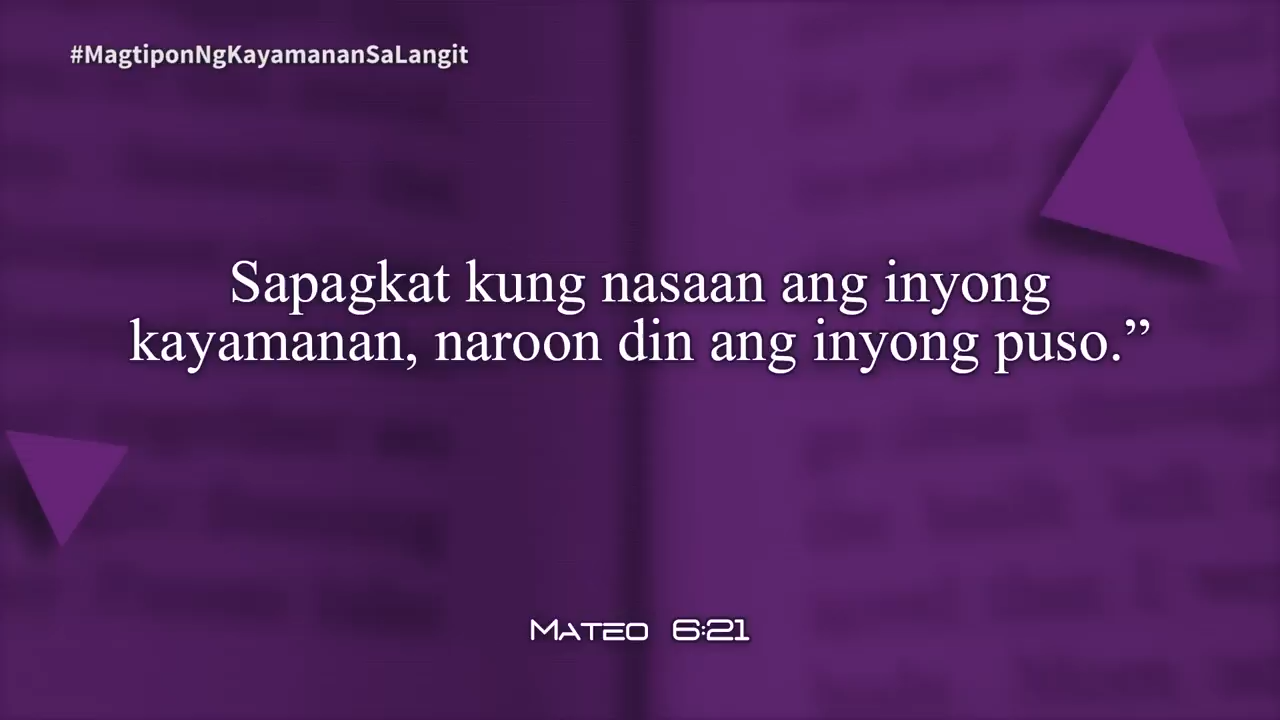 #MagtiponNgKayamananSaLangit
Sapagkat kung nasaan ang inyong
kayamanan, naroon din ang inyong puso.”
Mateo 6:21